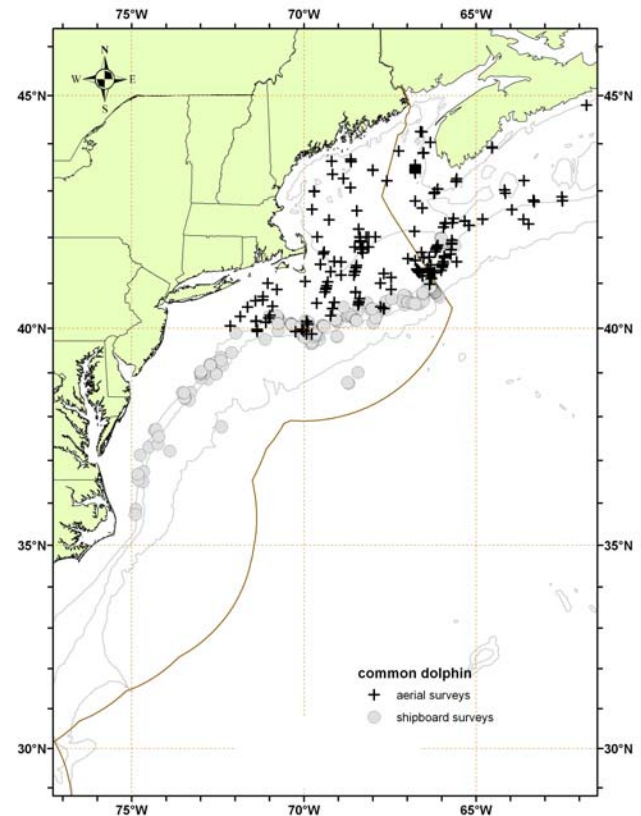 75°W 70°W 65°W
N
W E
S
45°N 45°N
40°N 40°N
35°N 35°N
common dolphin
aerial surveys
shipboard surveys
30°N 30°N
75°W 70°W 65°W